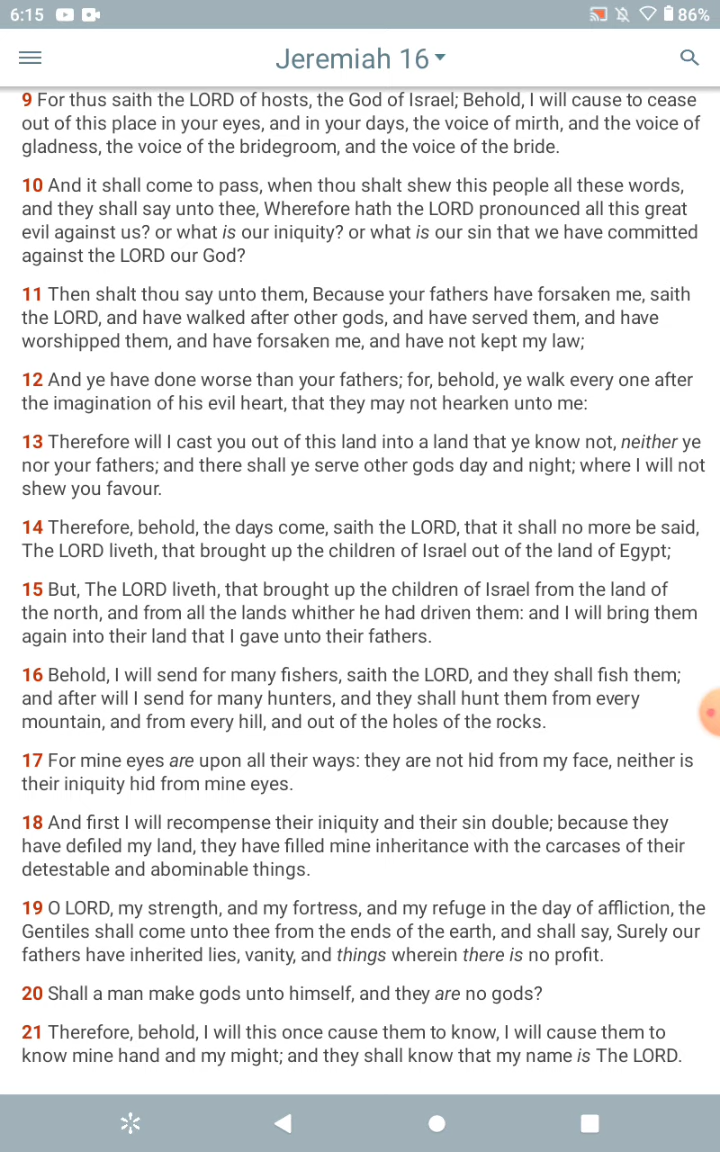 6:15
86%
Jeremiah 16
9 For thus saith the LORD of hosts, the God of Israel; Behold, I will cause to cease
out of this place in your eyes, and in your days, the voice of mirth, and the voice of
gladness, the voice of the bridegroom, and the voice of the bride.
10 And it shall come to pass, when thou shalt shew this people all these words,
and they shall say unto thee, Wherefore hath the LORD pronounced all this great
evil against us? or what is our iniquity? or what is our sin that we have committed
against the LORD our God?
11 Then shalt thou say unto them, Because your fathers have forsaken me, saith
the LORD, and have walked after other gods, and have served them, and have
worshipped them, and have forsaken me, and have not kept my law;
12 And ye have done worse than your fathers; for, behold, ye walk every one after
the imagination of his evil heart, that they may not hearken unto me:
13 Therefore will I cast you out of this land into a land that ye know not, neither ye
nor your fathers; and there shall ye serve other gods day and night; where I will not
shew you favour.
14 Therefore, behold, the days come, saith the LORD, that it shall no more be said,
The LORD liveth, that brought up the children of Israel out of the land of Egypt;
15 But, The LORD liveth, that brought up the children of Israel from the land of
the north, and from all the lands whither he had driven them: and I will bring them
again into their land that I gave unto their fathers.
16 Behold, I will send for many fishers, saith the LORD, and they shall fish them;
and after will I send for many hunters, and they shall hunt them from every
mountain, and from every hill, and out of the holes of the rocks.
17 For mine eyes are upon all their ways: they are not hid from my face, neither is
their iniquity hid from mine eyes.
18 And first I will recompense their iniquity and their sin double; because they
have defiled my land, they have filled mine inheritance with the carcases of their
detestable and abominable things.
19 O LORD, my strength, and my fortress, and my refuge in the day of affliction, the
Gentiles shall come unto thee from the ends of the earth, and shall say, Surely our
fathers have inherited lies, vanity, and things wherein there is no profit.
20 Shall a man make gods unto himself, and they are no gods?
21 Therefore, behold, I will this once cause them to know, I will cause them to
know mine hand and my might; and they shall know that my name is The LORD.